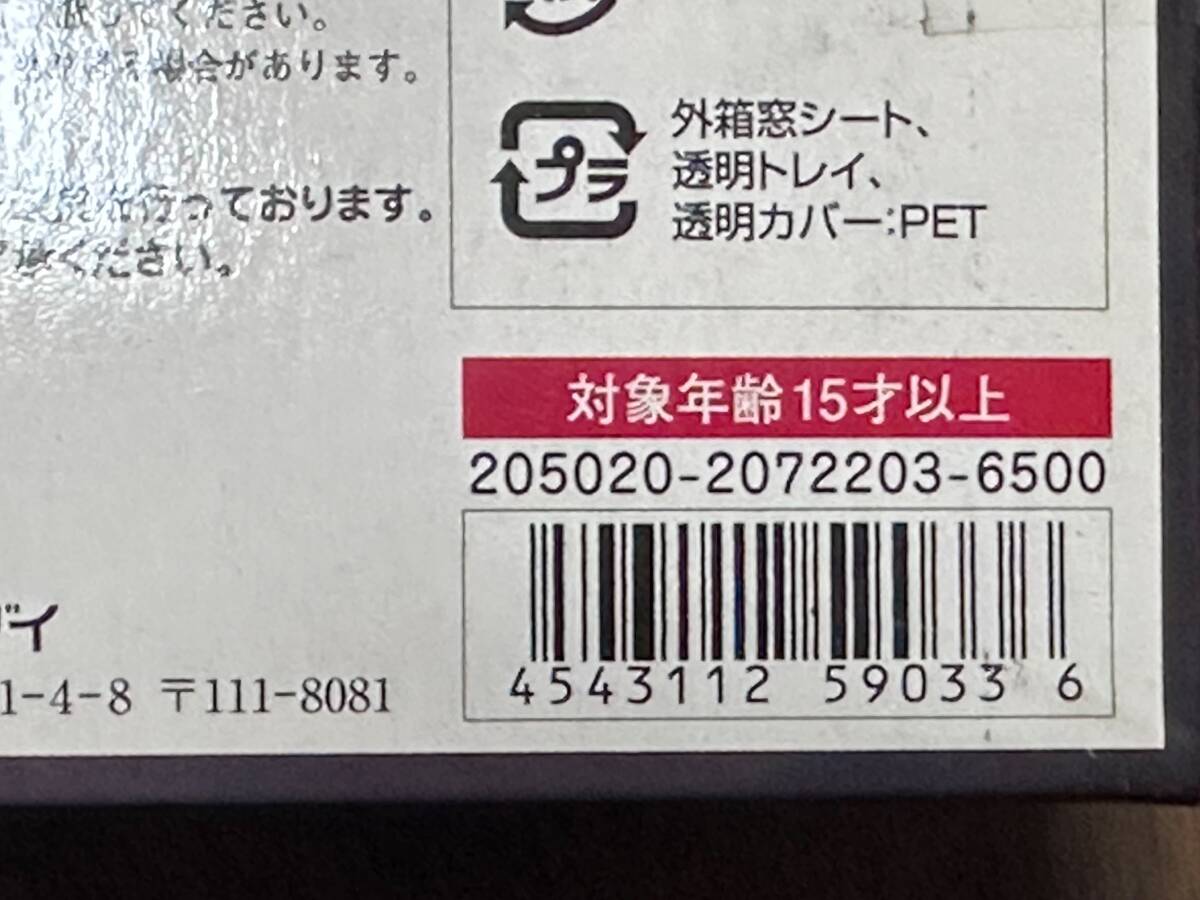 ください。
場合があります。
っております。
ください。
プラ
外箱窓シート、
透明トレイ、
透明カバー:PET
対象年齢15才以上
205020-2072203-6500
4543112 59033 6
イ
1-4-8 〒111-8081